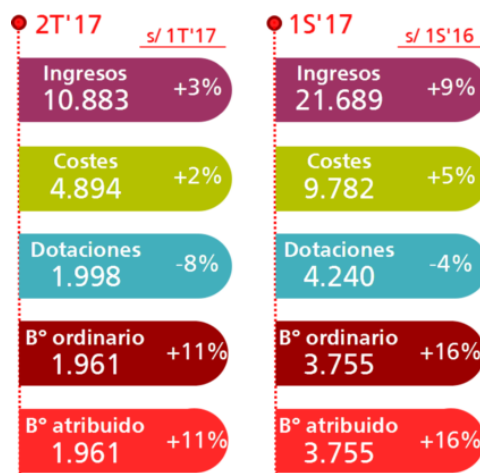 2T'17 s/ 1T'17
Ingresos
10.883 +3%
Costes
4.894 +2%
Dotaciones
1.998 -8%
B° ordinario
1.961 +11%
B° atribuido
1.961 +11%
1S'17 s/ 1S'16
Ingresos
21.689 +9%
Costes
9.782 +5%
Dotaciones
4.240 -4%
B° ordinario
3.755 +16%
B° atribuido
3.755 +16%